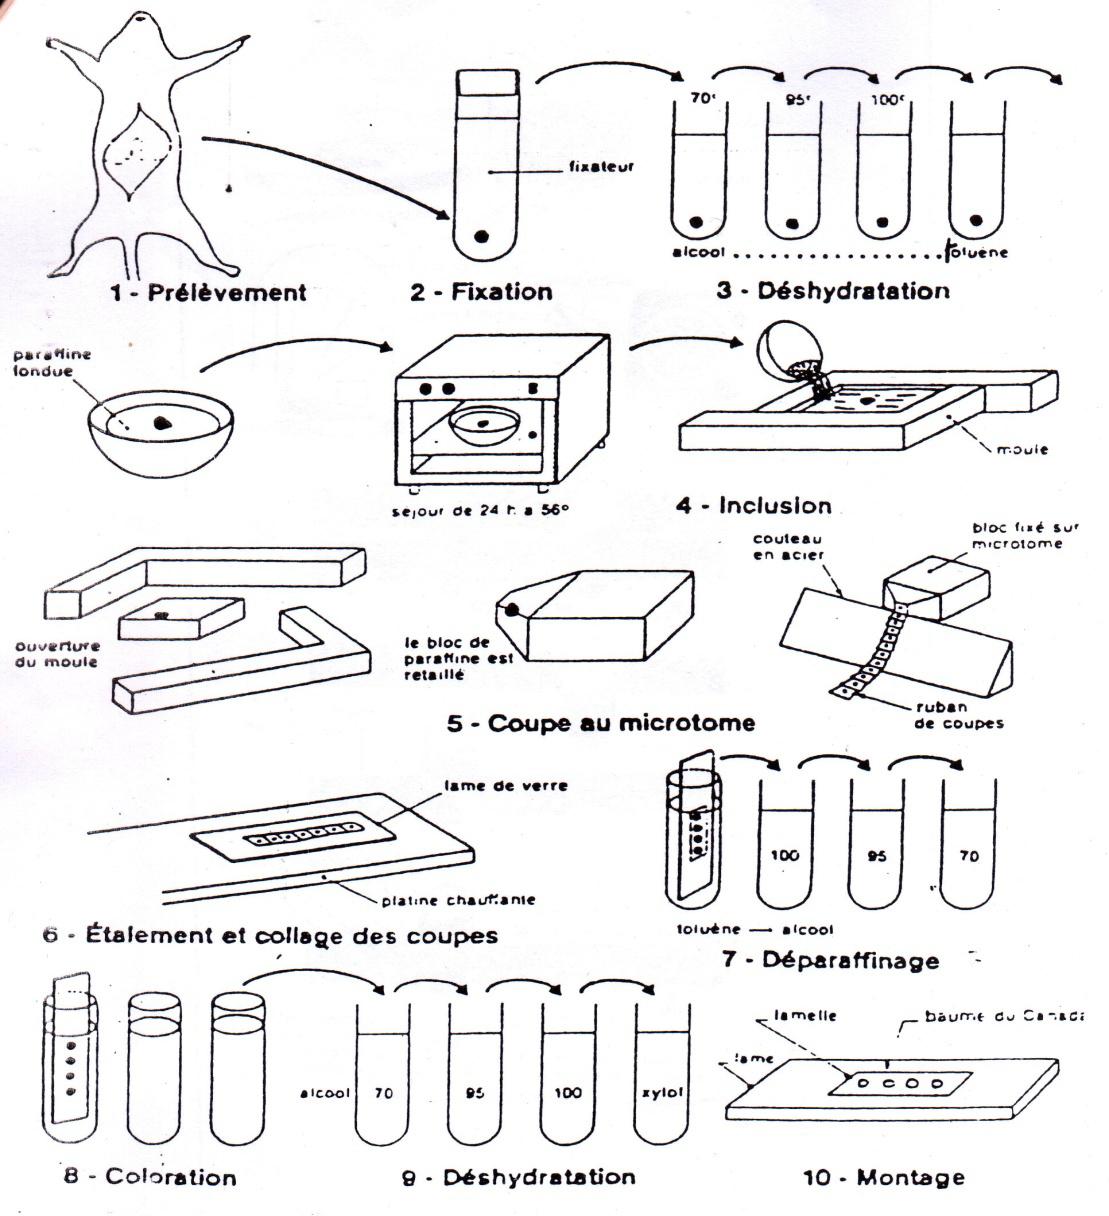 70°
95°
100°
fixateur
alcool ........................ toluène
1 - Prélèvement
2 - Fixation
3 - Déshydratation
paraffine
fondue
moule
séjour de 24 h à 56°
4 - Inclusion
bloc fixé sur
microtome
couteau
en acier
ouverture
du moule
le bloc de
paraffine est
retaillé
ruban
de coupes
5 - Coupe au microtome
lame de verre
100
95
70
platine chauffante
toluène → alcool
6 - Étalement et collage des coupes
7 - Déparaffinage
lamelle
baume du Canada
lame
alcool
70
95
100
xylol
8 - Coloration
9 - Déshydratation
10 - Montage